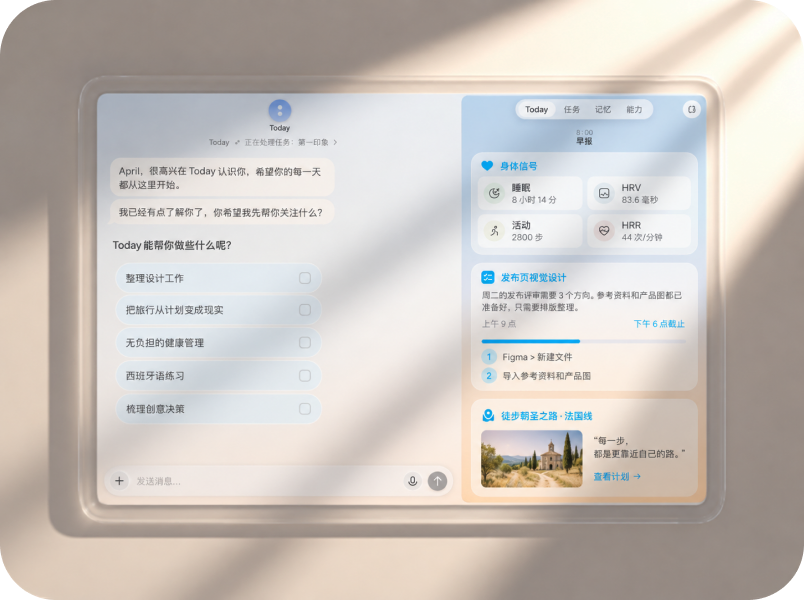 Today
Today ⤢ 正在处理任务：第一印象 >
April，很高兴在 Today 认识你，希望你的每一天
都从这里开始。
我已经有点了解你了，你希望我先帮你关注什么？
Today 能帮你做些什么呢？
整理设计工作
把旅行从计划变成现实
无负担的健康管理
西班牙语练习
梳理创意决策
发送消息...
Today 任务 记忆 能力
8:00
早报
身体信号
睡眠
8 小时 14 分
HRV
83.6 毫秒
活动
2800 步
HRR
44 次/分钟
发布页视觉设计
周二的发布评审需要 3 个方向。参考资料和产品图都已
准备好，只需要排版整理。
上午 9 点 下午 6 点截止
1 Figma > 新建文件
2 导入参考资料和产品图
徒步朝圣之路 · 法国线
“每一步，
都是更靠近自己的路。”
查看计划 →